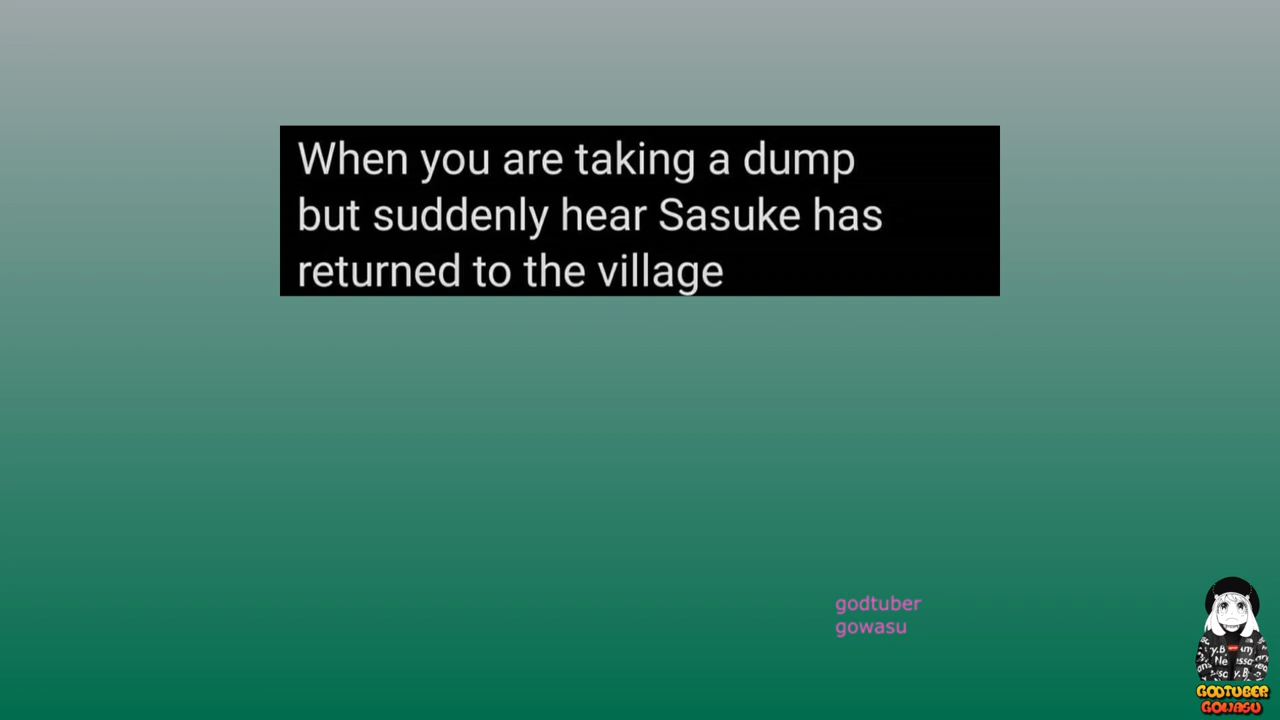 When you are taking a dump
but suddenly hear Sasuke has
returned to the village
godtuber
gowasu
GODTUBER
GOWASU